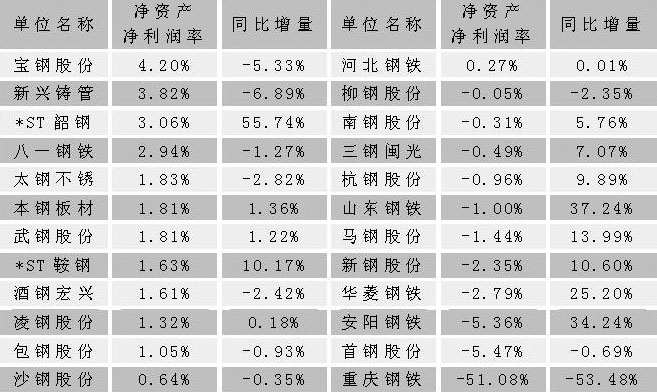 单位名称 净资产净利润率 同比增量 单位名称 净资产净利润率 同比增量
宝钢股份 4.20% -5.33% 河北钢铁 0.27% 0.01%
新兴铸管 3.82% -6.89% 柳钢股份 -0.05% -2.35%
*ST韶钢 3.06% 55.74% 南钢股份 -0.31% 5.76%
八一钢铁 2.94% -1.27% 三钢闽光 -0.49% 7.07%
太钢不锈 1.83% -2.82% 杭钢股份 -0.96% 9.89%
本钢板材 1.81% 1.36% 山东钢铁 -1.00% 37.24%
武钢股份 1.81% 1.22% 马钢股份 -1.44% 13.99%
*ST鞍钢 1.63% 10.17% 新钢股份 -2.35% 10.60%
酒钢宏兴 1.61% -2.42% 华菱钢铁 -2.79% 25.20%
凌钢股份 1.32% 0.18% 安阳钢铁 -5.36% 34.24%
包钢股份 1.05% -0.93% 首钢股份 -5.47% -0.69%
沙钢股份 0.64% -0.35% 重庆钢铁 -51.08% -53.48%